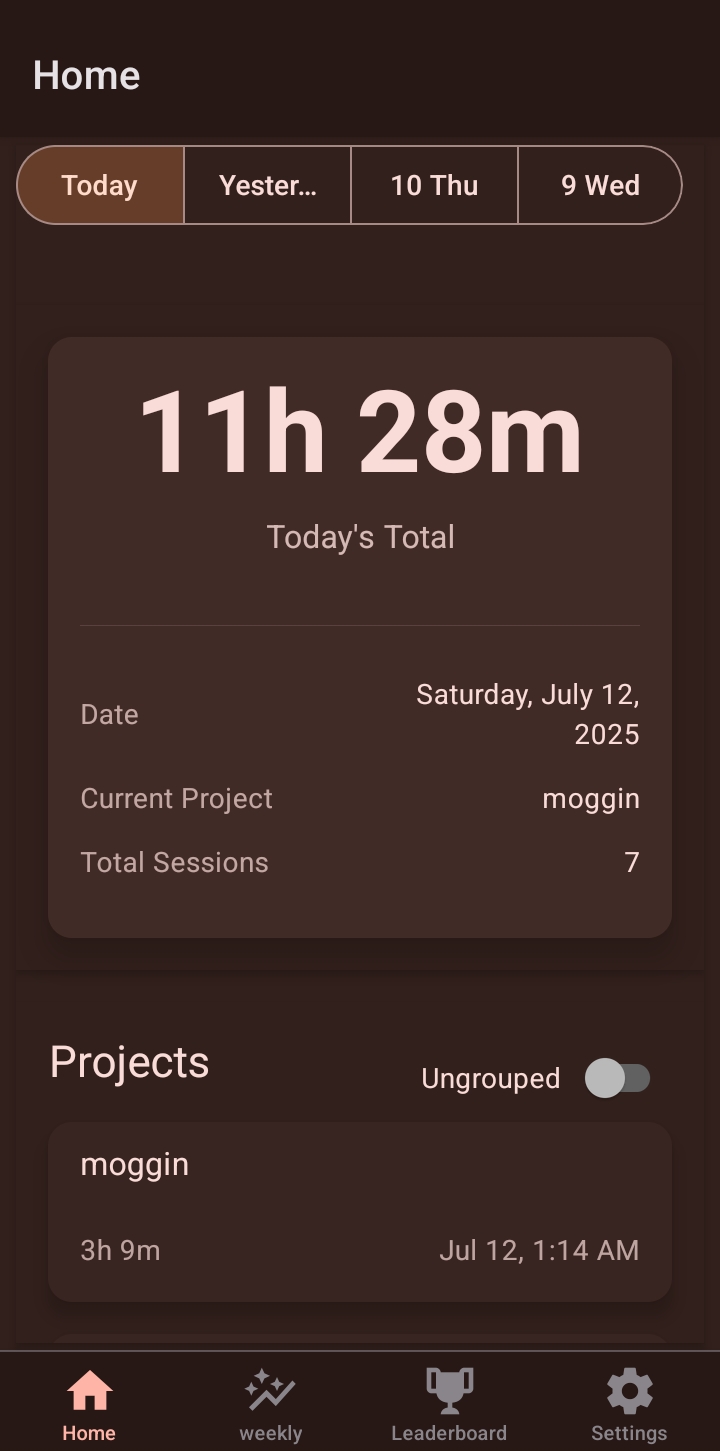 Home
Today Yester... 10 Thu 9 Wed
11h 28m
Today's Total
Date Saturday, July 12,
2025
Current Project moggin
Total Sessions 7
Projects
Ungrouped
moggin
3h 9m Jul 12, 1:14 AM
Home weekly Leaderboard Settings